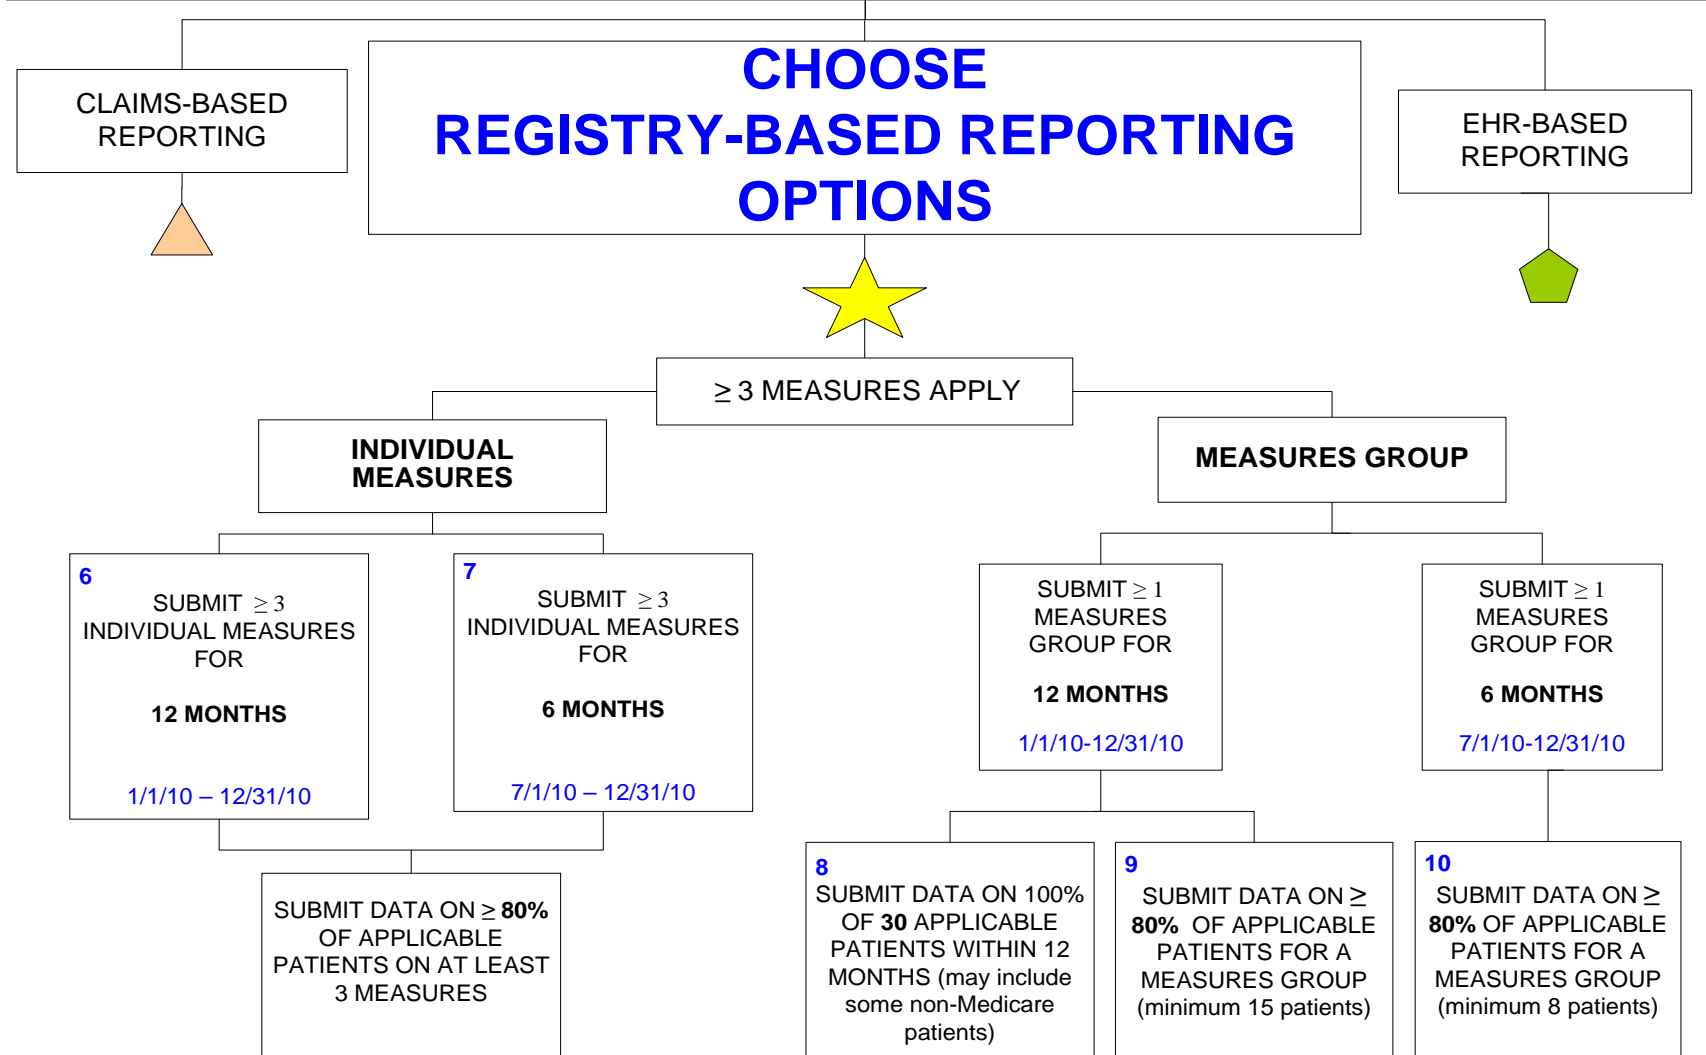 CLAIMS-BASED
REPORTING
CHOOSE
REGISTRY-BASED REPORTING
OPTIONS
EHR-BASED
REPORTING
≥ 3 MEASURES APPLY
INDIVIDUAL
MEASURES
MEASURES GROUP
6
SUBMIT ≥ 3
INDIVIDUAL MEASURES
FOR
12 MONTHS
1/1/10 – 12/31/10
7
SUBMIT ≥ 3
INDIVIDUAL MEASURES
FOR
6 MONTHS
7/1/10 – 12/31/10
SUBMIT ≥ 1
MEASURES
GROUP FOR
12 MONTHS
1/1/10-12/31/10
SUBMIT ≥ 1
MEASURES
GROUP FOR
6 MONTHS
7/1/10-12/31/10
SUBMIT DATA ON ≥ 80%
OF APPLICABLE
PATIENTS ON AT LEAST
3 MEASURES
8
SUBMIT DATA ON 100%
OF 30 APPLICABLE
PATIENTS WITHIN 12
MONTHS (may include
some non-Medicare
patients)
9
SUBMIT DATA ON ≥
80% OF APPLICABLE
PATIENTS FOR A
MEASURES GROUP
(minimum 15 patients)
10
SUBMIT DATA ON ≥
80% OF APPLICABLE
PATIENTS FOR A
MEASURES GROUP
(minimum 8 patients)